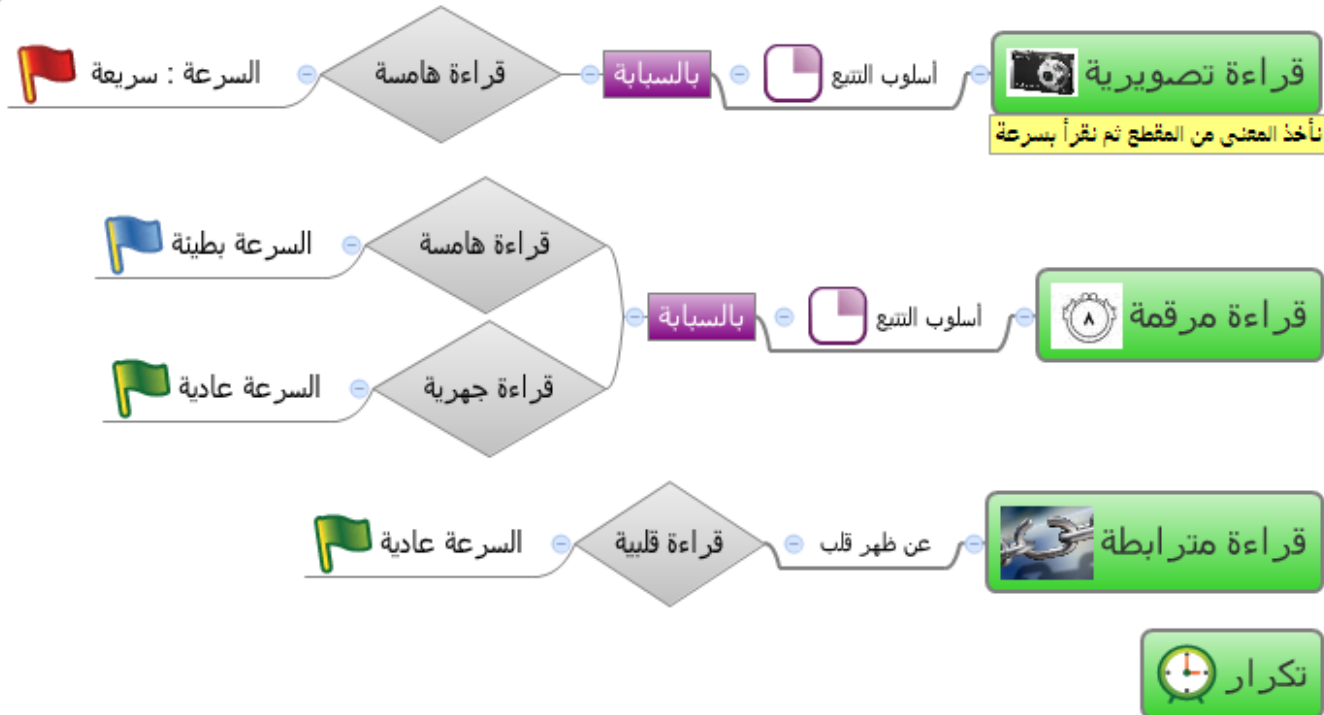 قراءة تصويرية
نأخذ المعنى من المقطع ثم نقرأ بسرعة
أسلوب التتبع
بالسبابة
قراءة هامسة
السرعة : سريعة
قراءة مرقمة
٨
أسلوب التتبع
بالسبابة
قراءة هامسة
السرعة بطيئة
قراءة جهرية
السرعة عادية
قراءة مترابطة
عن ظهر قلب
قراءة قلبية
السرعة عادية
تكرار